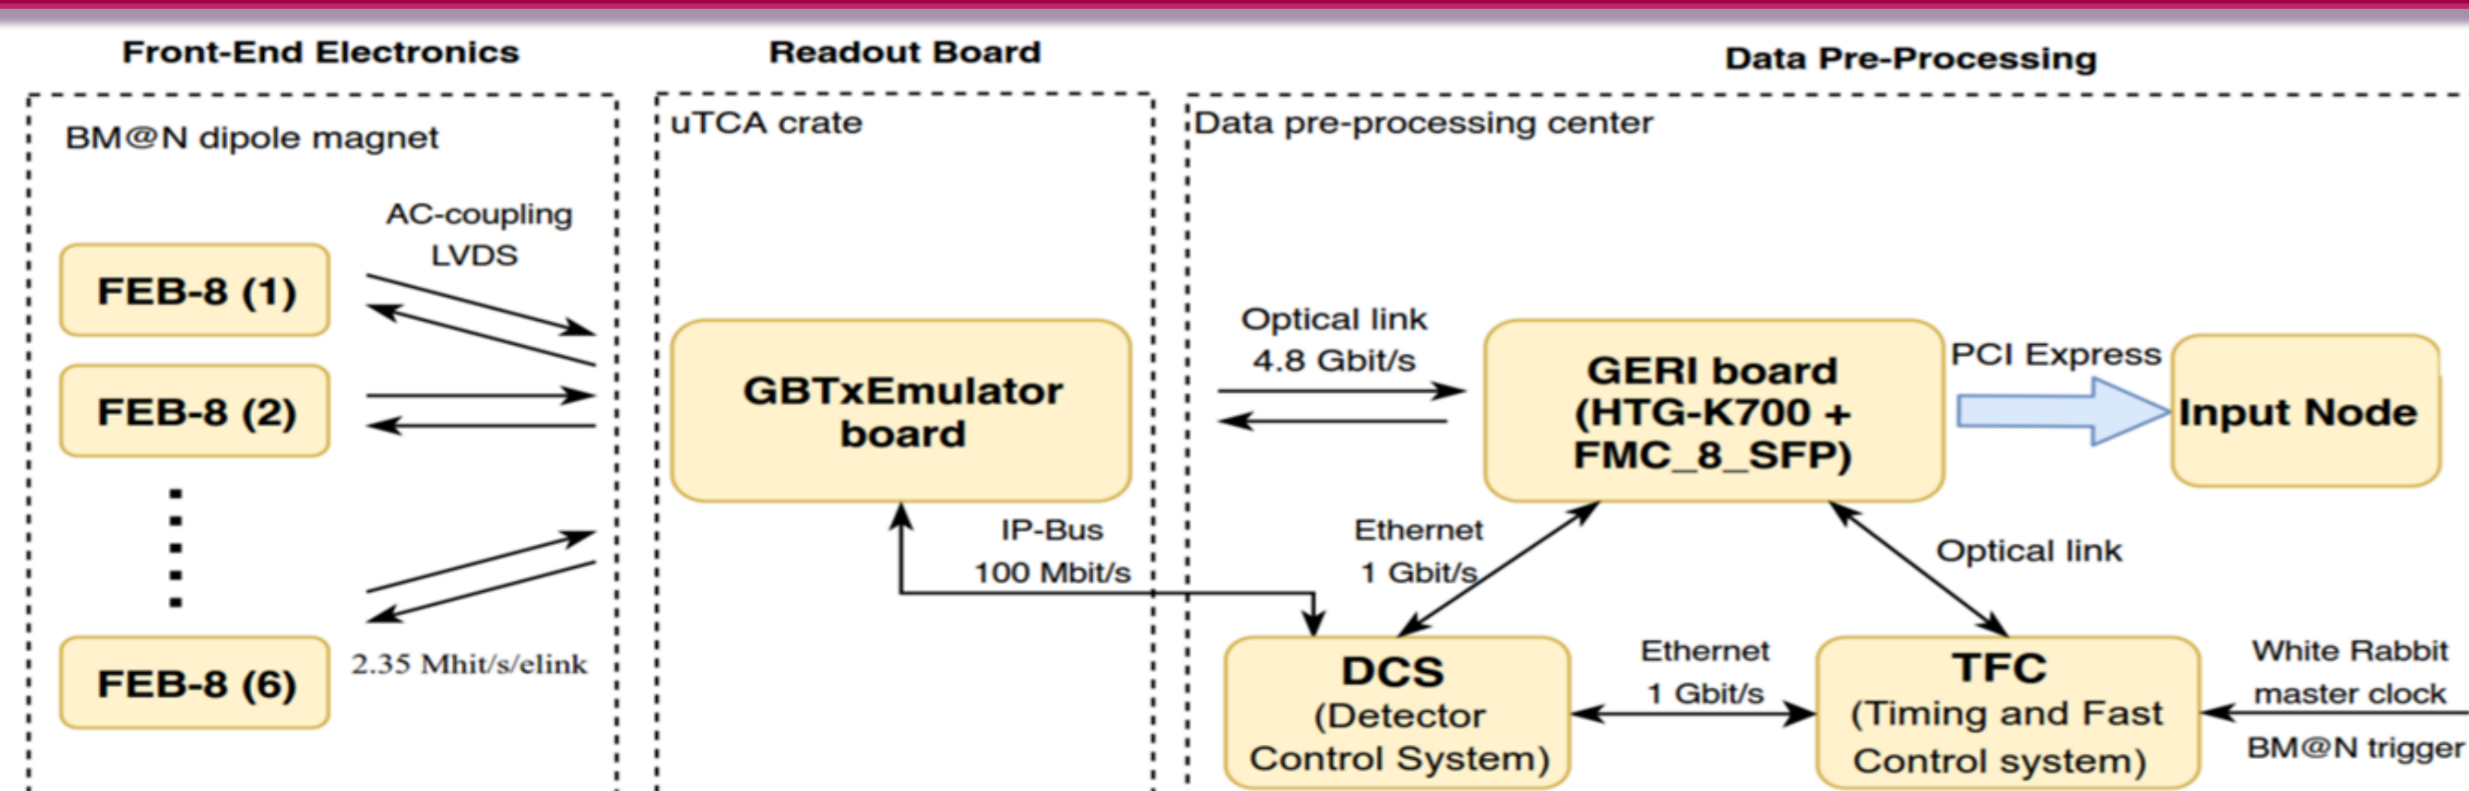 Front-End Electronics
Readout Board
Data Pre-Processing
BM@N dipole magnet
uTCA crate
Data pre-processing center
AC-coupling
LVDS
FEB-8 (1)
FEB-8 (2)
FEB-8 (6)
2.35 Mhit/s/elink
GBTxEmulator
board
IP-Bus
100 Mbit/s
Optical link
4.8 Gbit/s
GERI board
(HTG-K700 +
FMC_8_SFP)
PCI Express
Input Node
Ethernet
1 Gbit/s
Optical link
DCS
(Detector
Control System)
Ethernet
1 Gbit/s
TFC
(Timing and Fast
Control system)
White Rabbit
master clock
BM@N trigger